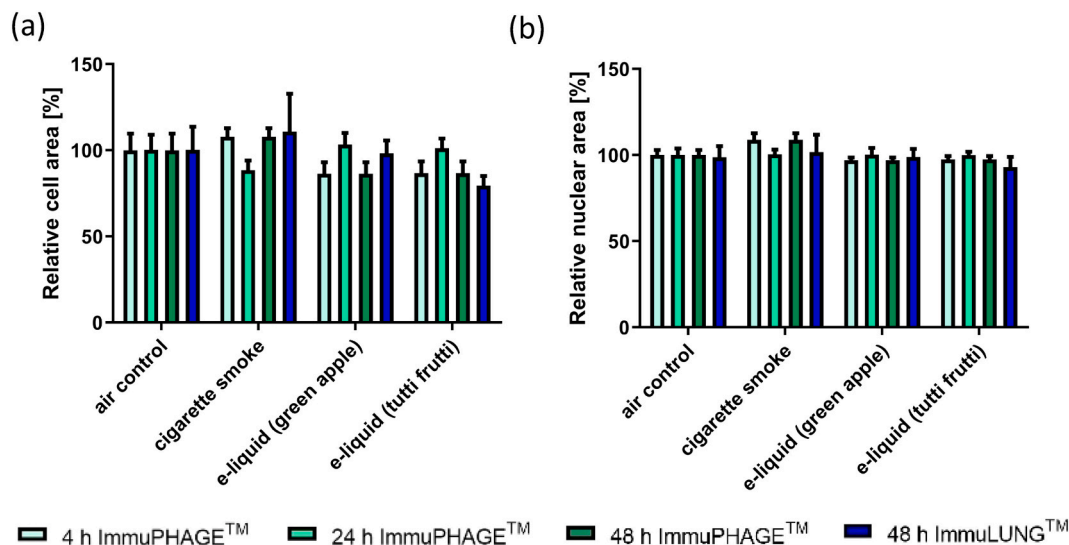 (a)
(b)
Relative cell area [%]
150
100
50
0
air control
cigarette smoke
e-liquid (green apple)
e-liquid (tutti frutti)
Relative nuclear area [%]
150
100
50
0
air control
cigarette smoke
e-liquid (green apple)
e-liquid (tutti frutti)
4 h ImmuPHAGE™
24 h ImmuPHAGE™
48 h ImmuPHAGE™
48 h ImmuLUNG™